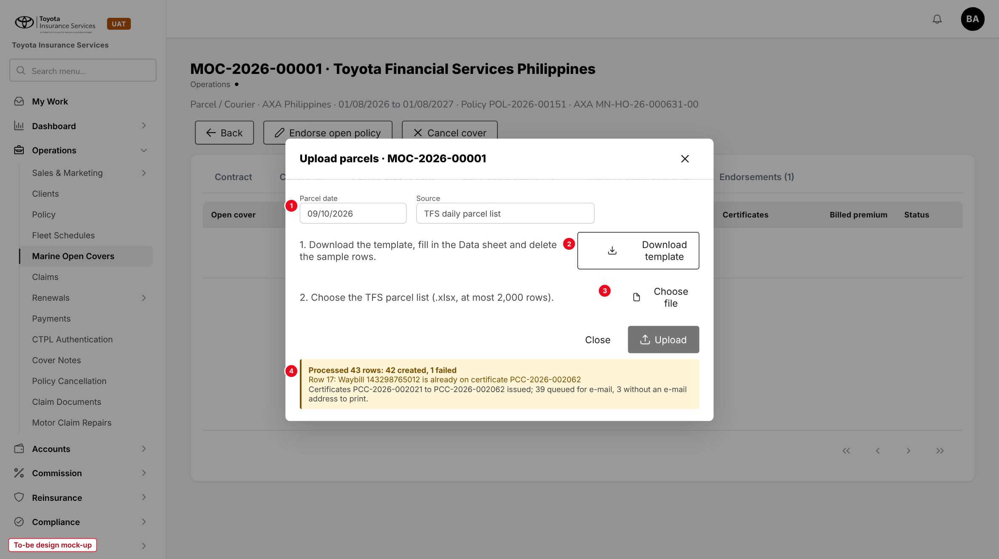 Toyota
Insurance Services
UAT
Toyota Insurance Services
Search menu...
My Work
Dashboard
Operations
Sales & Marketing
Clients
Policy
Fleet Schedules
Marine Open Covers
Claims
Renewals
Payments
CTPL Authentication
Cover Notes
Policy Cancellation
Claim Documents
Motor Claim Repairs
Accounts
Commission
Reinsurance
Compliance
To-be design mock-up
BA
MOC-2026-00001 · Toyota Financial Services Philippines
Operations
Parcel / Courier · AXA Philippines · 01/08/2026 to 01/08/2027 · Policy POL-2026-00151 · AXA MN-HO-26-000631-00
Back
Endorse open policy
Cancel cover
Contract
Endorsements (1)
Open cover
Certificates
Billed premium
Status
Upload parcels · MOC-2026-00001
1
Parcel date
09/10/2026
Source
TFS daily parcel list
1. Download the template, fill in the Data sheet and delete
the sample rows.
2
Download
template
2. Choose the TFS parcel list (.xlsx, at most 2,000 rows).
3
Choose
file
Close
Upload
4
Processed 43 rows: 42 created, 1 failed
Row 17: Waybill 143298765012 is already on certificate PCC-2026-002062
Certificates PCC-2026-002021 to PCC-2026-002062 issued; 39 queued for e-mail, 3 without an e-mail
address to print.